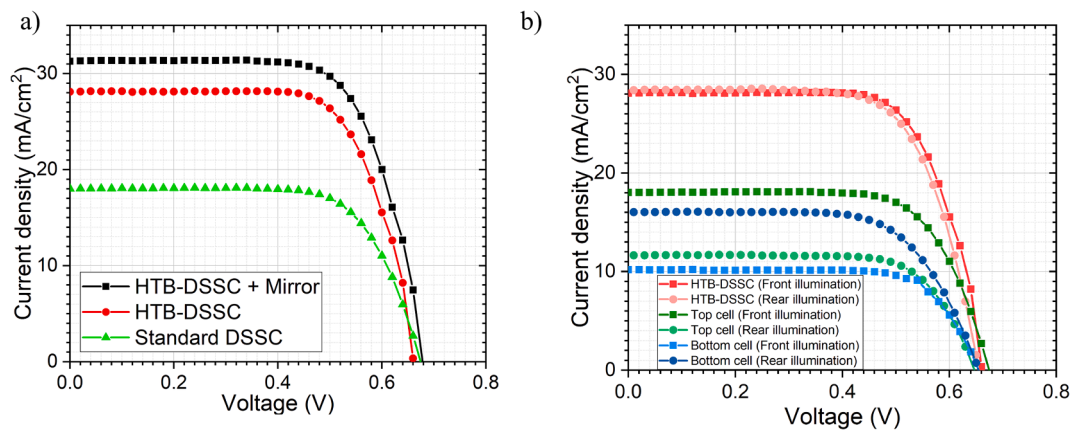 a)
Current density (mA/cm²)
30
20
10
0
0.0 0.2 0.4 0.6 0.8
Voltage (V)
HTB-DSSC + Mirror
HTB-DSSC
Standard DSSC
b)
Current density (mA/cm²)
30
20
10
0
0.0 0.2 0.4 0.6 0.8
Voltage (V)
HTB-DSSC (Front illumination)
HTB-DSSC (Rear illumination)
Top cell (Front illumination)
Top cell (Rear illumination)
Bottom cell (Front illumination)
Bottom cell (Rear illumination)